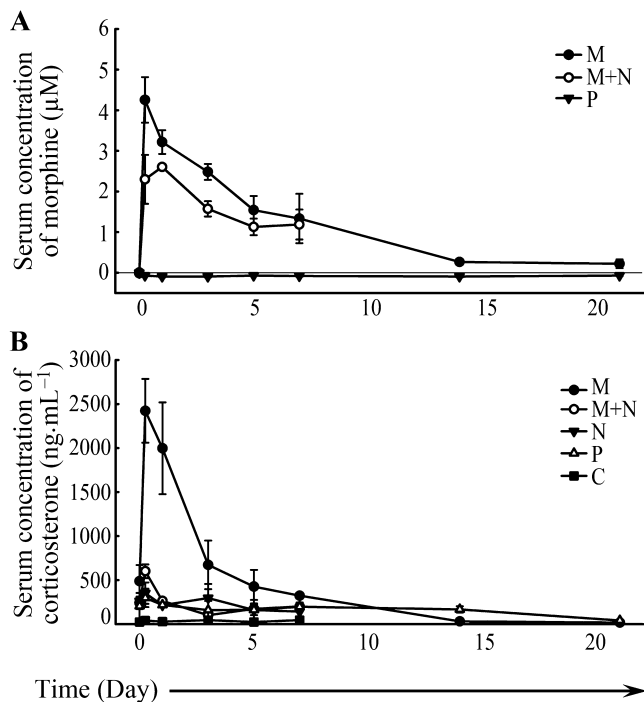 A
Serum concentration
of morphine (μM)
6
5
4
3
2
1
0
M
M+N
P
0 5 10 15 20
B
Serum concentration of
corticosterone (ng·mL⁻¹)
3000
2500
2000
1500
1000
500
0
M
M+N
N
P
C
0 5 10 15 20
Time (Day)